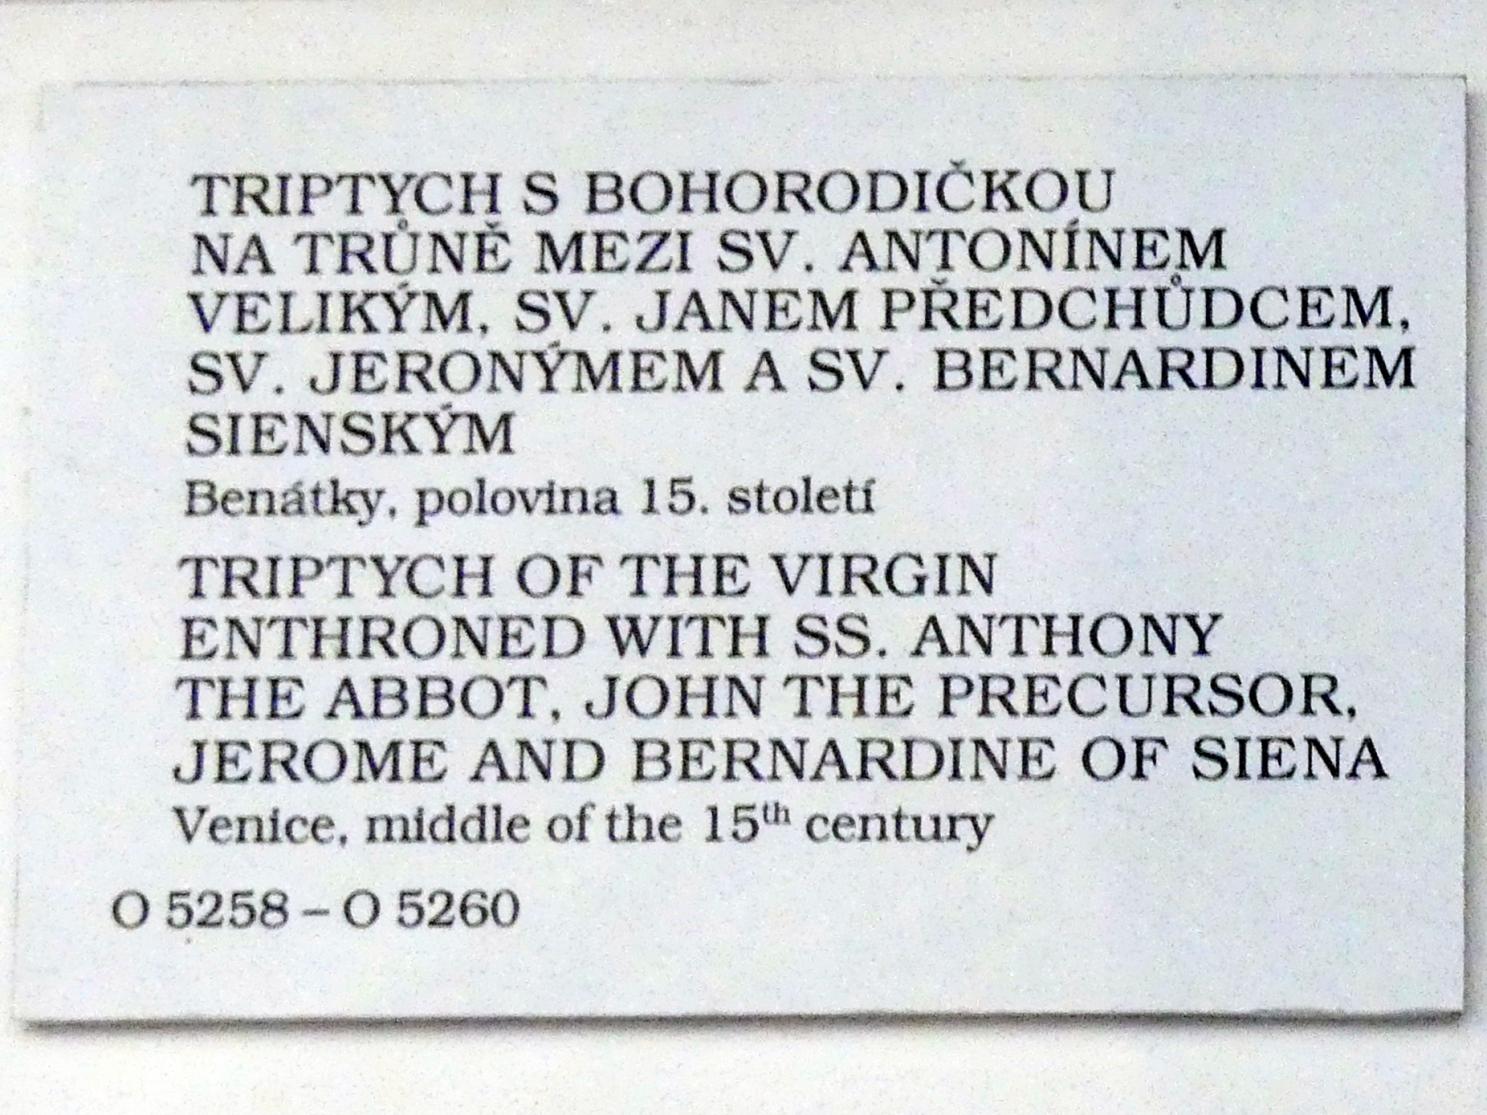 TRIPTYCH S BOHORODIČKOU
NA TRŮNĚ MEZI SV. ANTONÍNEM
VELIKÝM, SV. JANEM PŘEDCHŮDCEM,
SV. JERONÝMEM A SV. BERNARDINEM
SIENSKÝM
Benátky, polovina 15. století
TRIPTYCH OF THE VIRGIN
ENTHRONED WITH SS. ANTHONY
THE ABBOT, JOHN THE PRECURSOR,
JEROME AND BERNARDINE OF SIENA
Venice, middle of the 15th century
O 5258 – O 5260